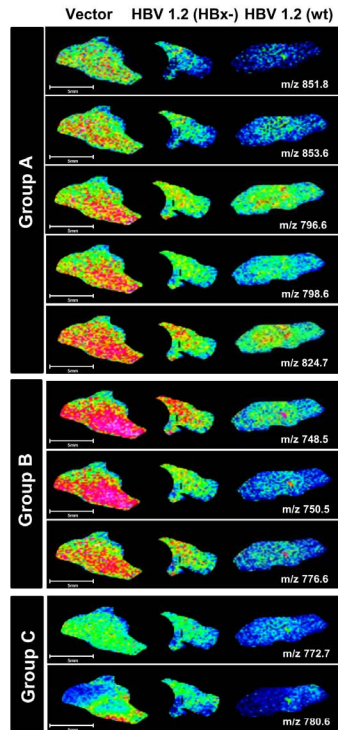 Vector HBV 1.2 (HBx-) HBV 1.2 (wt)
Group A
m/z 851.8
5mm
m/z 853.6
5mm
m/z 796.6
5mm
m/z 798.6
5mm
m/z 824.7
5mm
Group B
m/z 748.5
5mm
m/z 750.5
5mm
m/z 776.6
5mm
Group C
m/z 772.7
5mm
m/z 780.6
5mm